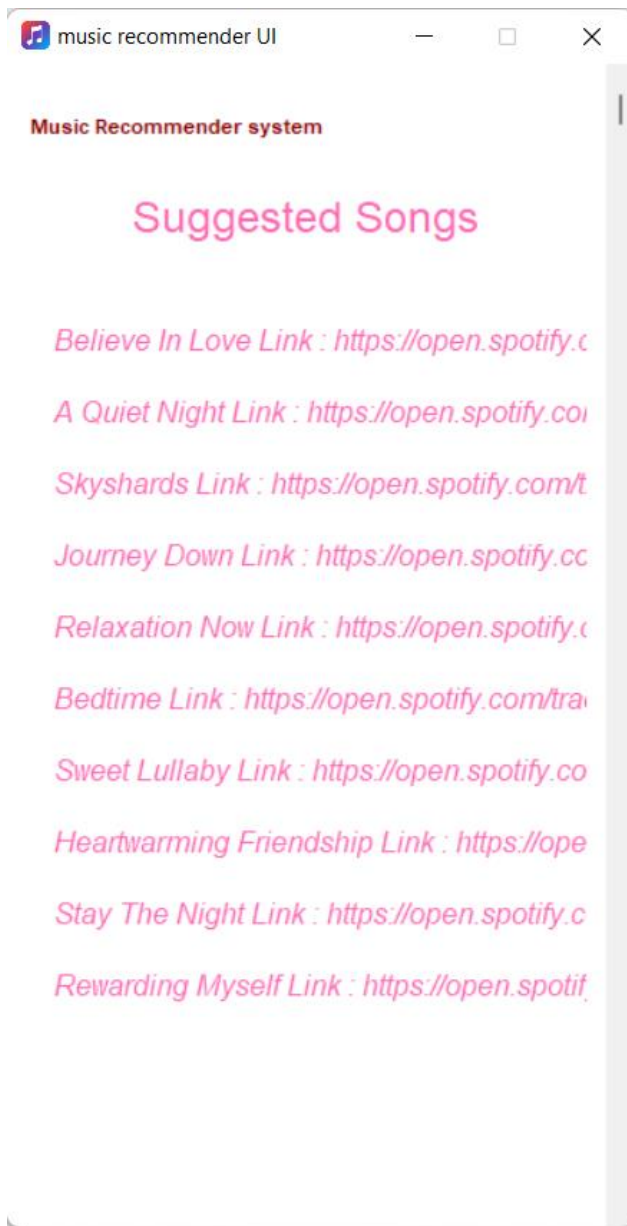 music recommender UI
Music Recommender system
Suggested Songs
Believe In Love Link : https://open.spotify.c
A Quiet Night Link : https://open.spotify.co
Skyshards Link : https://open.spotify.com/t
Journey Down Link : https://open.spotify.cc
Relaxation Now Link : https://open.spotify.c
Bedtime Link : https://open.spotify.com/tra
Sweet Lullaby Link : https://open.spotify.co
Heartwarming Friendship Link : https://ope
Stay The Night Link : https://open.spotify.c
Rewarding Myself Link : https://open.spotif